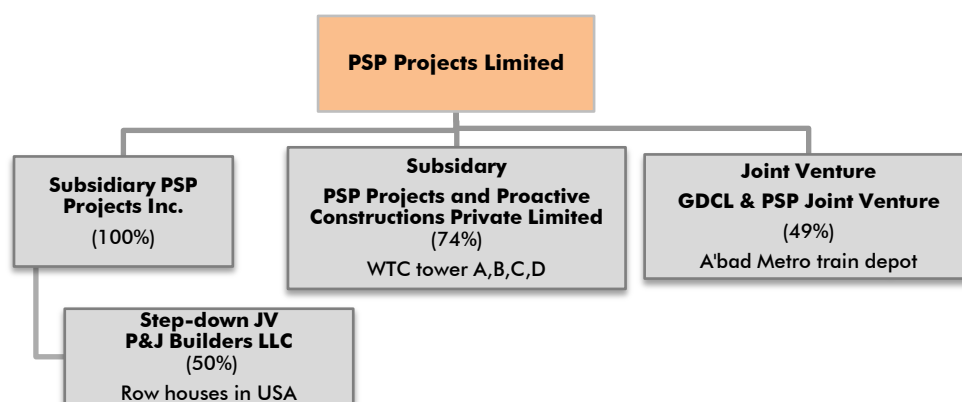 PSP Projects Limited
Subsidiary PSP
Projects Inc.
(100%)
Subsidary
PSP Projects and Proactive
Constructions Private Limited
(74%)
WTC tower A,B,C,D
Joint Venture
GDCL & PSP Joint Venture
(49%)
A'bad Metro train depot
Step-down JV
P&J Builders LLC
(50%)
Row houses in USA